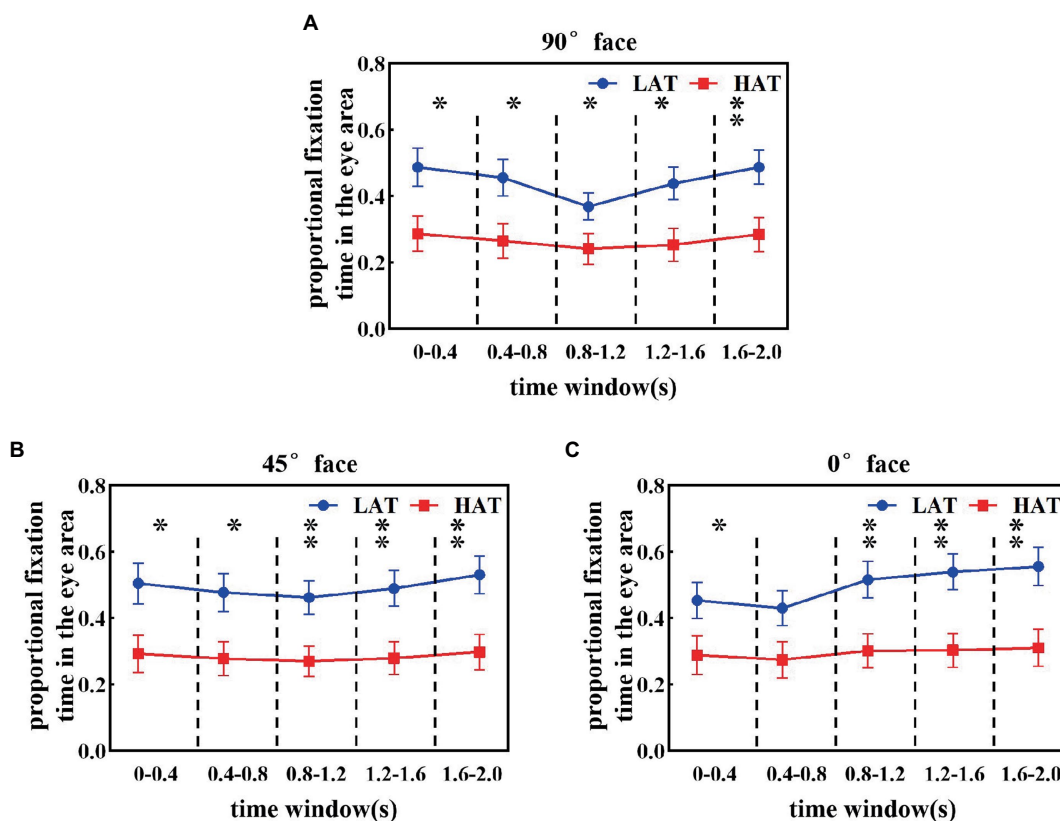 A
90° face
LAT HAT
* * * * **
proportional fixation
time in the eye area
0.8
0.6
0.4
0.2
0.0
0-0.4 0.4-0.8 0.8-1.2 1.2-1.6 1.6-2.0
time window(s)
B
45° face
LAT HAT
* * ** ** **
proportional fixation
time in the eye area
0.8
0.6
0.4
0.2
0.0
0-0.4 0.4-0.8 0.8-1.2 1.2-1.6 1.6-2.0
time window(s)
C
0° face
LAT HAT
* ** ** **
proportional fixation
time in the eye area
0.8
0.6
0.4
0.2
0.0
0-0.4 0.4-0.8 0.8-1.2 1.2-1.6 1.6-2.0
time window(s)